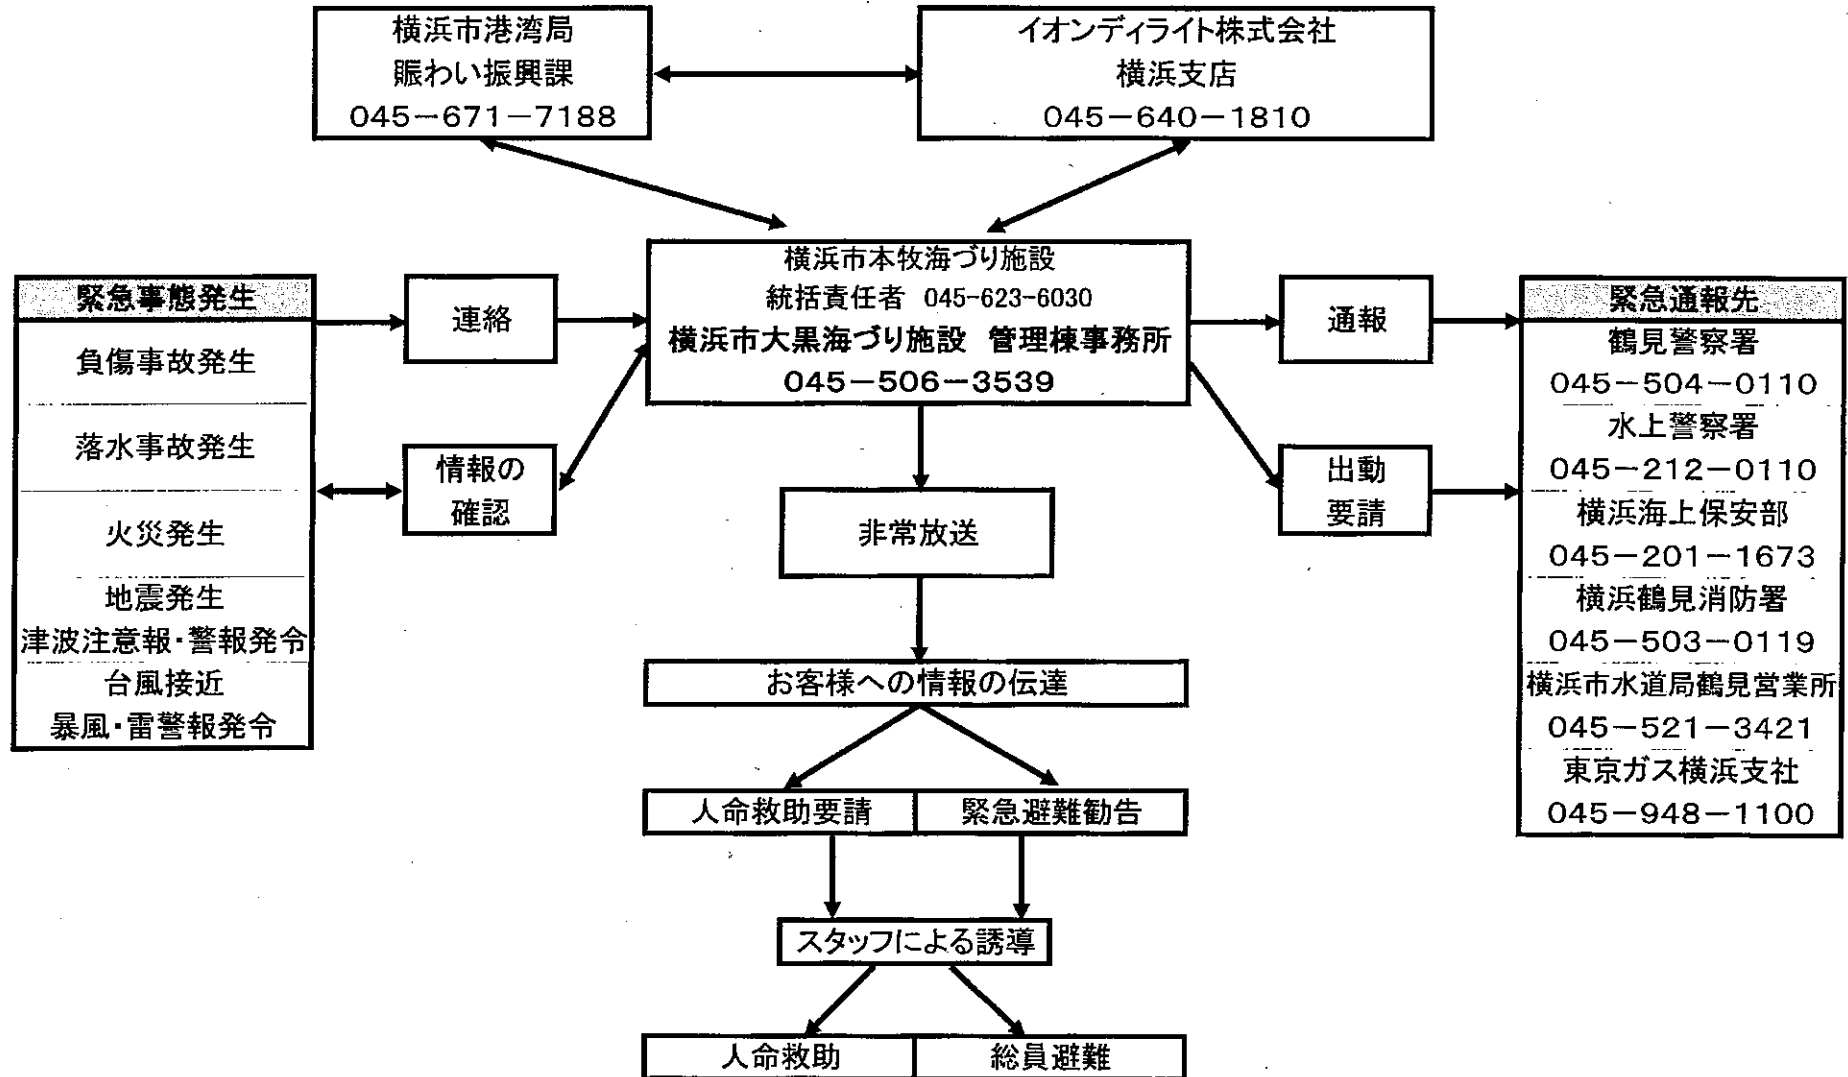 横浜市港湾局
賑わい振興課
045-671-7188
イオンディライト株式会社
横浜支店
045-640-1810
緊急事態発生
負傷事故発生
落水事故発生
火災発生
地震発生
津波注意報・警報発令
台風接近
暴風・雷警報発令
連絡
情報の
確認
横浜市本牧海づり施設
統括責任者 045-623-6030
横浜市大黒海づり施設 管理棟事務所
045-506-3539
非常放送
お客様への情報の伝達
人命救助要請
緊急避難勧告
スタッフによる誘導
人命救助
総員避難
通報
出動
要請
緊急通報先
鶴見警察署
045-504-0110
水上警察署
045-212-0110
横浜海上保安部
045-201-1673
横浜鶴見消防署
045-503-0119
横浜市水道局鶴見営業所
045-521-3421
東京ガス横浜支社
045-948-1100